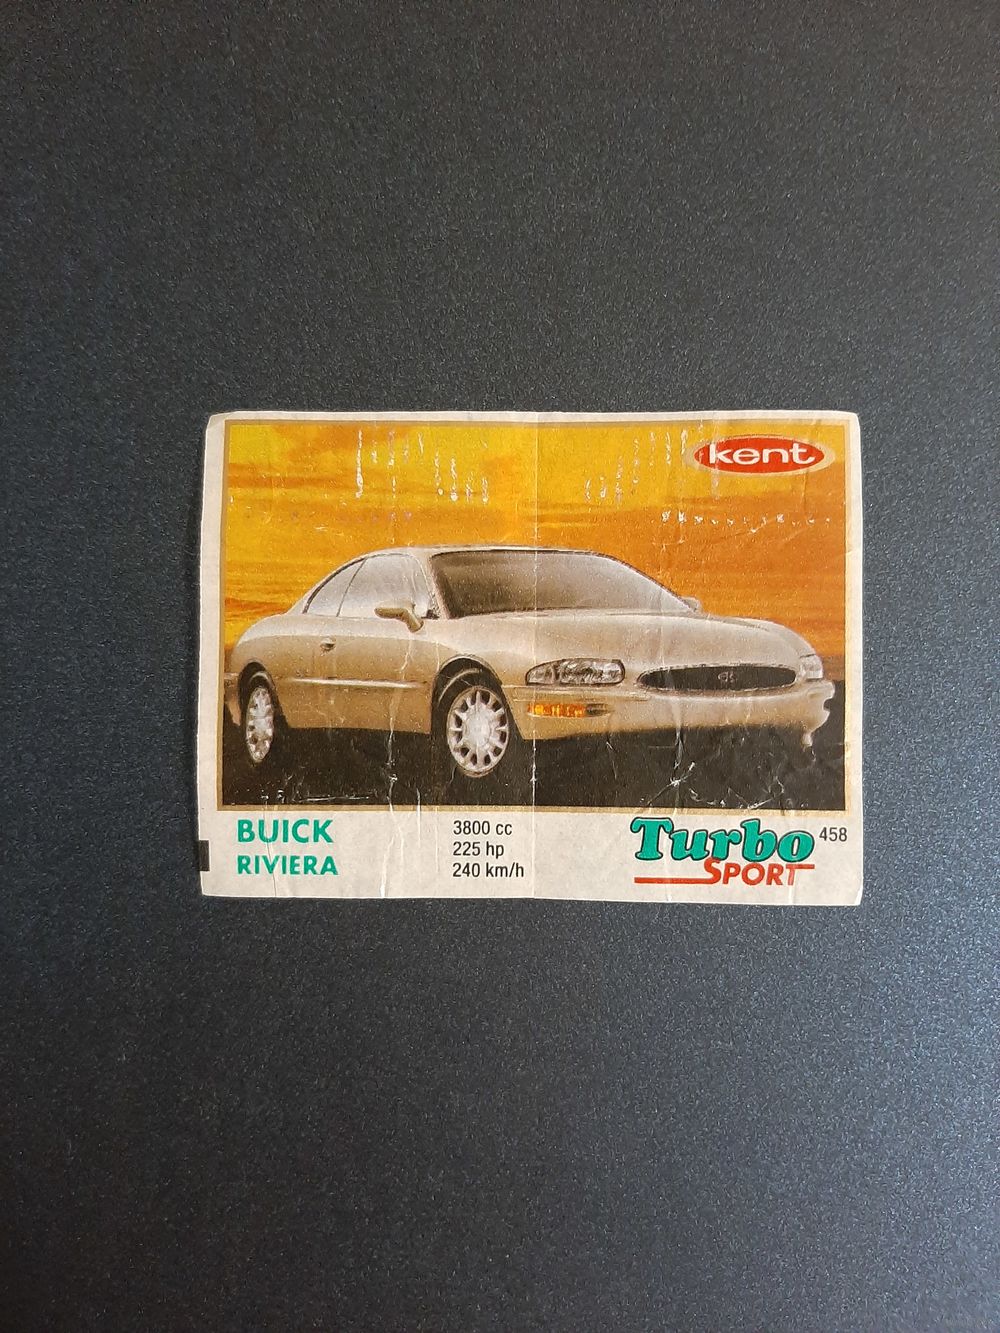 kent
BUICK
RIVIERA
3800 cc
225 hp
240 km/h
Turbo
SPORT
458